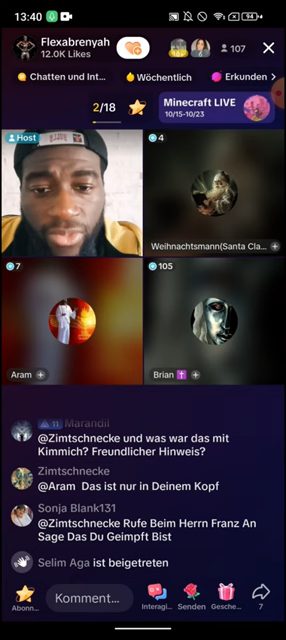 13:40
94
Flexabrenyah
12.0K Likes
107
Chatten und Int...
Wöchentlich
Erkunden
2/18
Minecraft LIVE
10/15-10/23
Host
4
Weihnachtsmann(Santa Cla...
7
105
Aram
Brian
11 Marandil
@Zimtschnecke und was war das mit
Kimmich? Freundlicher Hinweis?
Zimtschnecke
@Aram Das ist nur in Deinem Kopf
Sonja Blank131
@Zimtschnecke Rufe Beim Herrn Franz An
Sage Das Du Geimpft Bist
Selim Aga ist beigetreten
Komment...
Abonn...
Interagi...
Senden
Gesche...
7